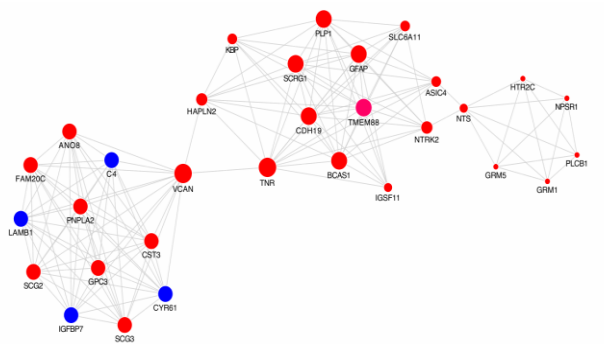 PLP1
SLC6A11
KBP
GFAP
SCRG1
ASIC4
HTR2C
NPSR1
HAPLN2
TMEM88
NTS
CDH19
NTRK2
ANO8
C4
PLCB1
FAM20C
VCAN
TNR
BCAS1
GRM5
GRM1
IGSF11
PNPLA2
LAMB1
CST3
SCG2
GPC3
CYR61
IGFBP7
SCG3